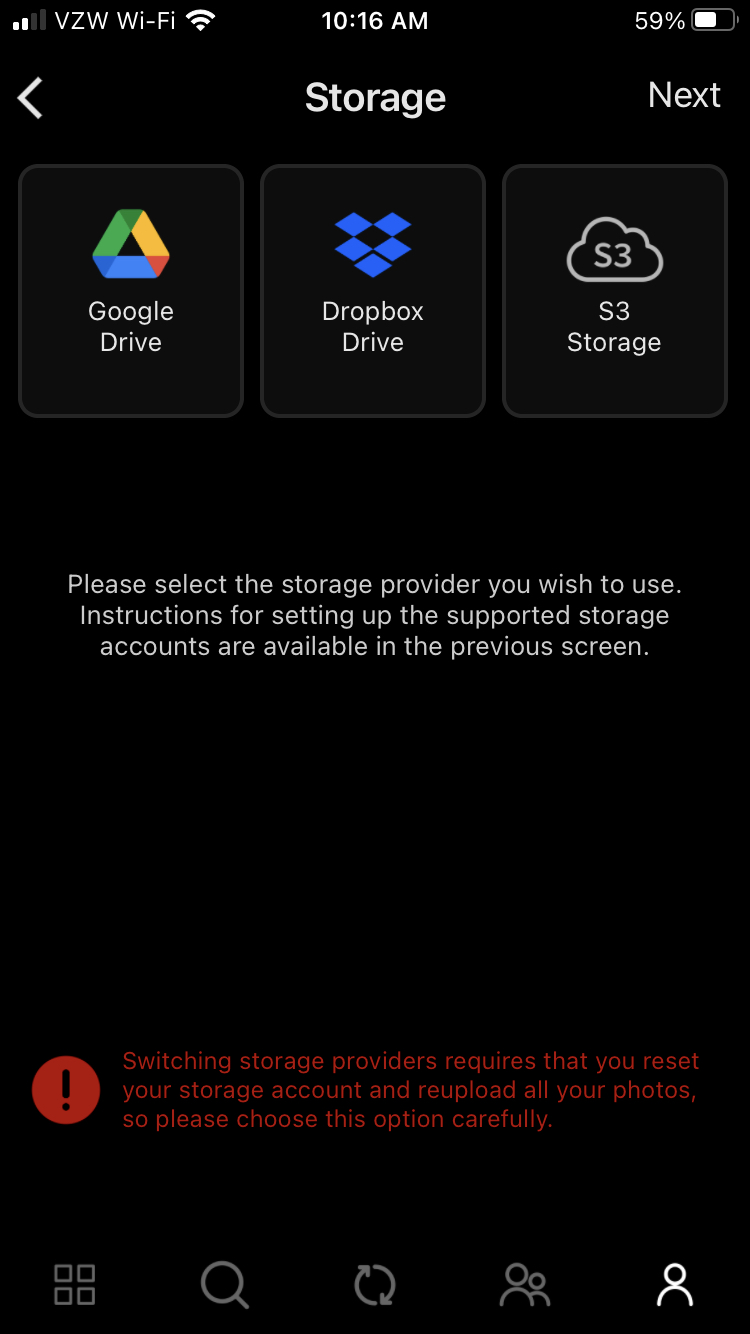 VZW Wi-Fi 10:16 AM 59%
Storage Next
Google Drive
Dropbox Drive
S3
S3 Storage
Please select the storage provider you wish to use.
Instructions for setting up the supported storage
accounts are available in the previous screen.
Switching storage providers requires that you reset
your storage account and reupload all your photos,
so please choose this option carefully.